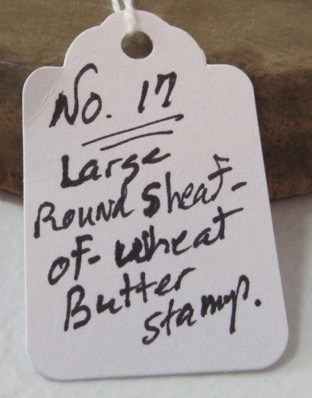 No. 17
Large
Round Sheaf-
of-wheat
Butter
stamp.